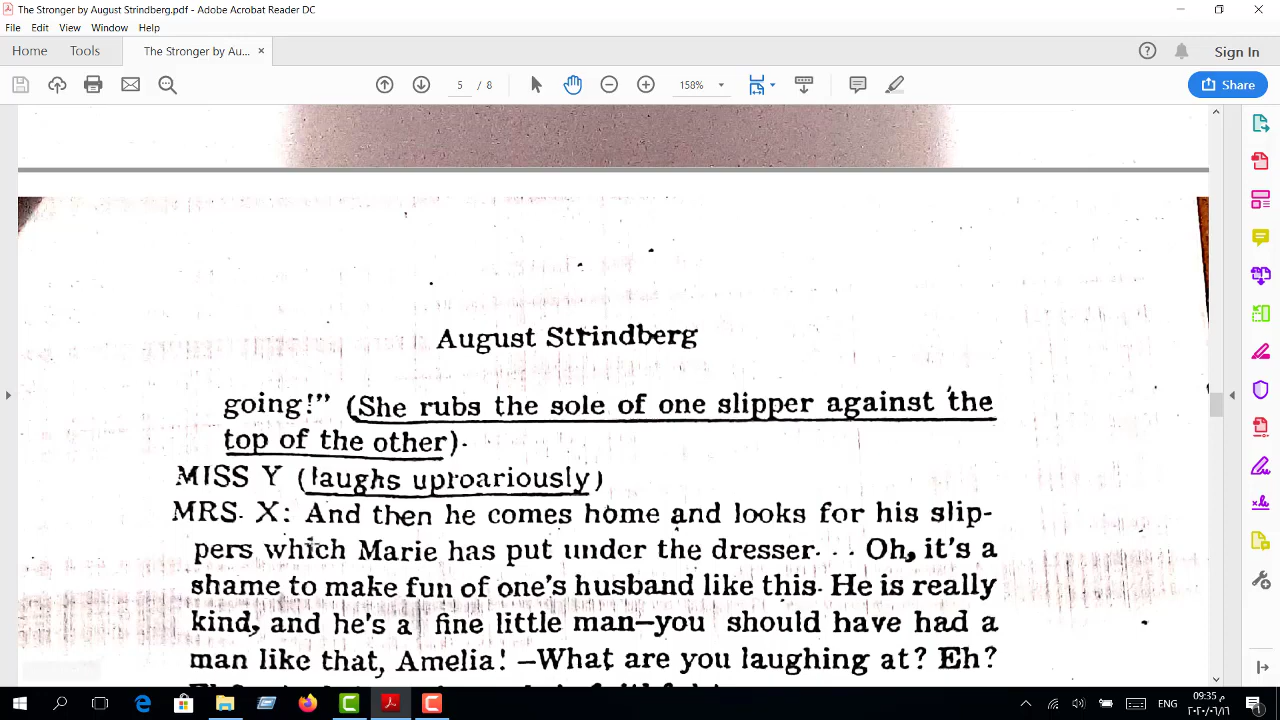 The Stronger by August Strindberg.pdf - Adobe Acrobat Reader DC
File Edit View Window Help
Home Tools The Stronger by Au... × Sign In
5 / 8 158% Share
August Strindberg
going!” (She rubs the sole of one slipper against the
top of the other).
MISS Y (laughs uproariously)
MRS. X: And then he comes home and looks for his slip-
pers which Marie has put under the dresser... Oh, it's a
shame to make fun of one's husband like this. He is really
kind, and he's a fine little man—you should have had a
man like that, Amelia! —What are you laughing at? Eh?
ENG 09:35 م